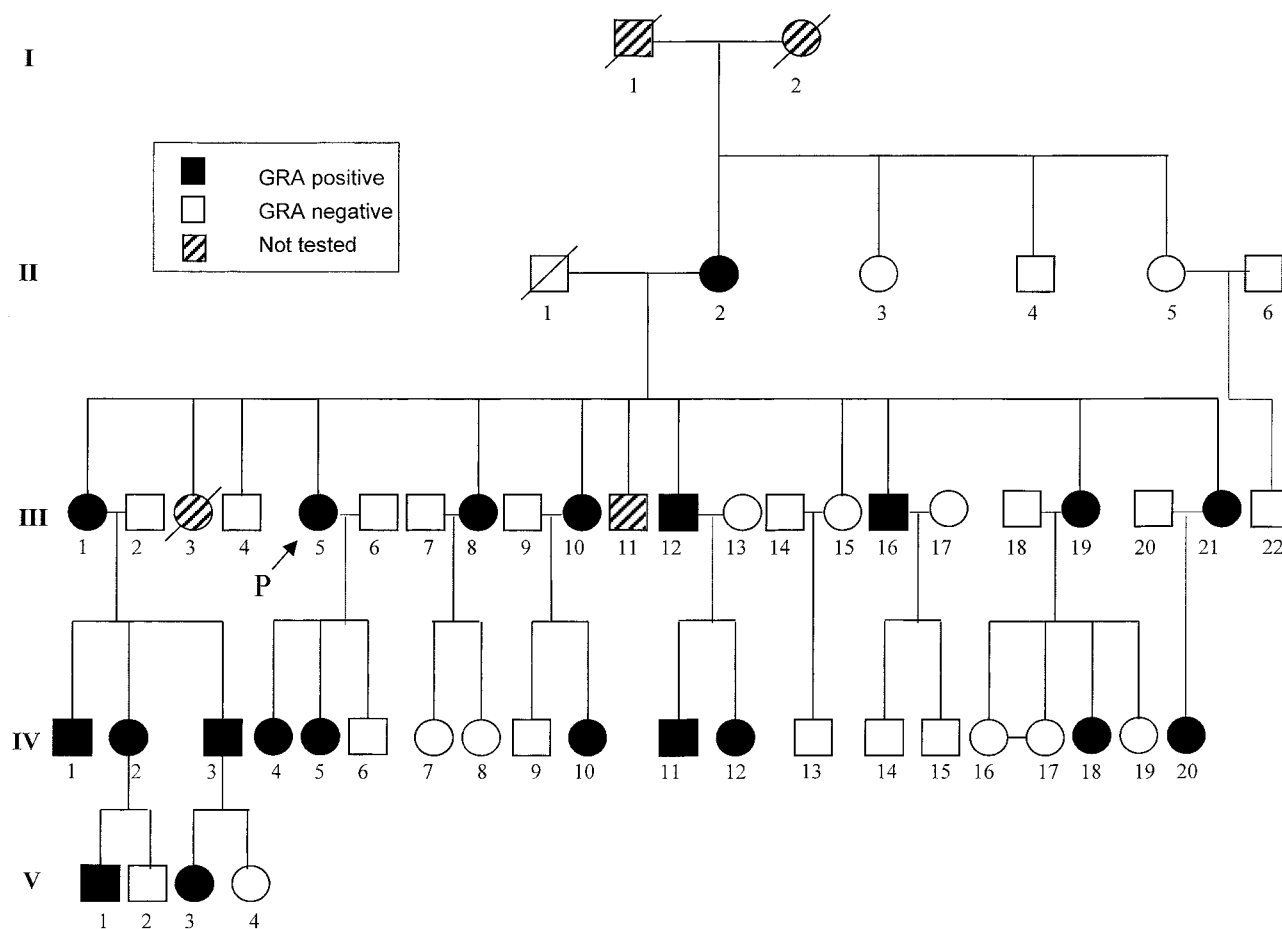 I
1 2
GRA positive
GRA negative
Not tested
II
1 2 3 4 5 6
III
1 2 3 4 5 6 7 8 9 10 11 12 13 14 15 16 17 18 19 20 21 22
P
IV
1 2 3 4 5 6 7 8 9 10 11 12 13 14 15 16 17 18 19 20
V
1 2 3 4